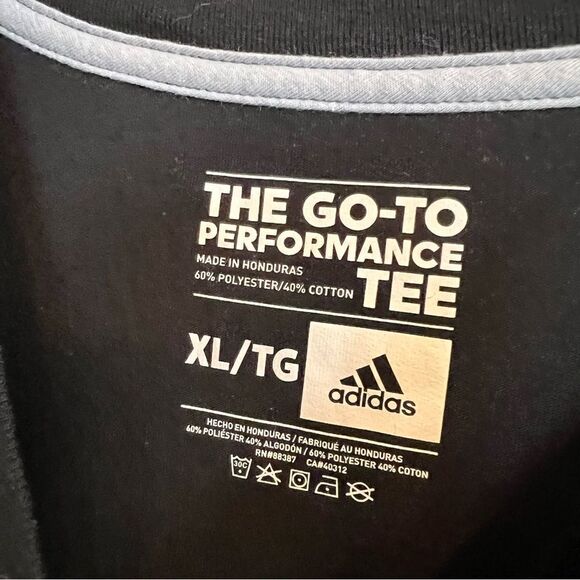 THE GO-TO
PERFORMANCE
MADE IN HONDURAS
60% POLYESTER/40% COTTON
TEE
XL/TG
adidas
HECHO EN HONDURAS / FABRIQUÉ AU HONDURAS
60% POLIÉSTER 40% ALGODÓN / 60% POLYESTER 40% COTON
RN#88387 CA#40312
30C